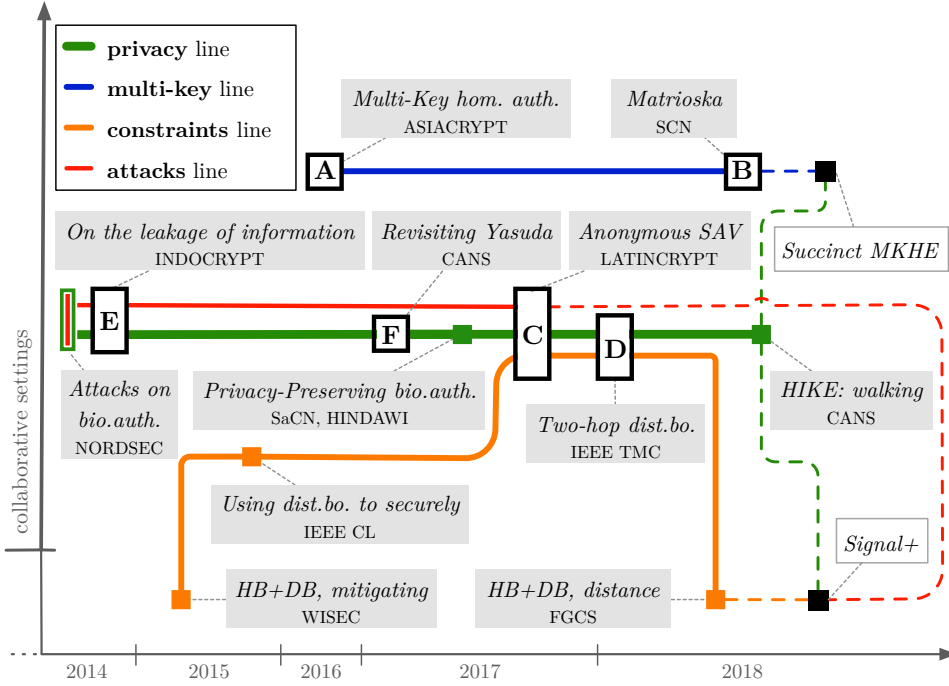 privacy line
multi-key line
constraints line
attacks line
Multi-Key hom. auth.
ASIACRYPT
Matrioska
SCN
A
B
On the leakage of information
INDOCRYPT
Revisiting Yasuda
CANS
Anonymous SAV
LATINCRYPT
Succinct MKHE
E
F
C
D
Attacks on
bio.auth.
NORDSEC
Privacy-Preserving bio.auth.
SaCN, HINDAWI
Two-hop dist.bo.
IEEE TMC
HIKE: walking
CANS
Using dist.bo. to securely
IEEE CL
Signal+
HB+DB, mitigating
WISEC
HB+DB, distance
FGCS
collaborative settings
2014
2015
2016
2017
2018